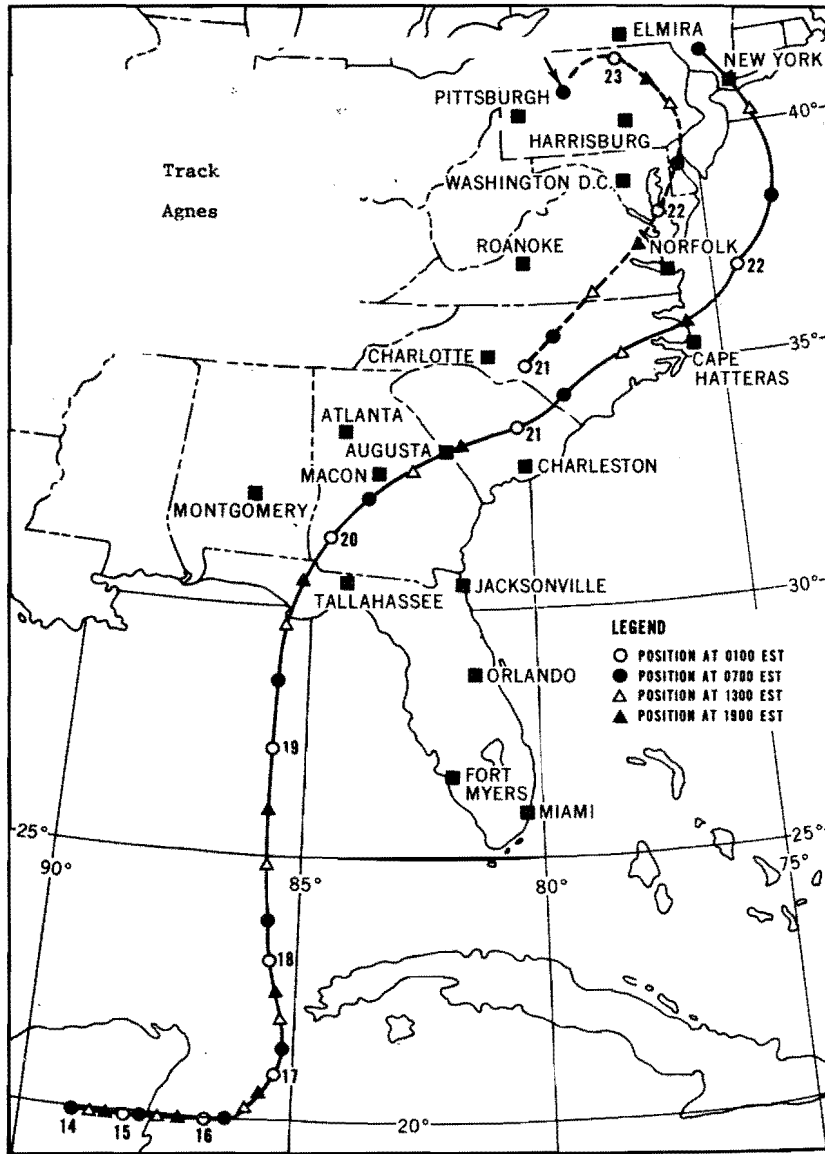 ELMIRA
NEW YORK
23
PITTSBURGH
40°
HARRISBURG
Track
Agnes
WASHINGTON D.C.
22
ROANOKE
NORFOLK
22
35°
CHARLOTTE
21
CAPE
HATTERAS
ATLANTA
21
AUGUSTA
MACON
CHARLESTON
MONTGOMERY
20
30°
TALLAHASSEE
JACKSONVILLE
LEGEND
POSITION AT 0100 EST
POSITION AT 0700 EST
POSITION AT 1300 EST
POSITION AT 1900 EST
ORLANDO
19
FORT
MYERS
MIAMI
25°
25°
90°
85°
80°
75°
18
17
14
15
16
20°